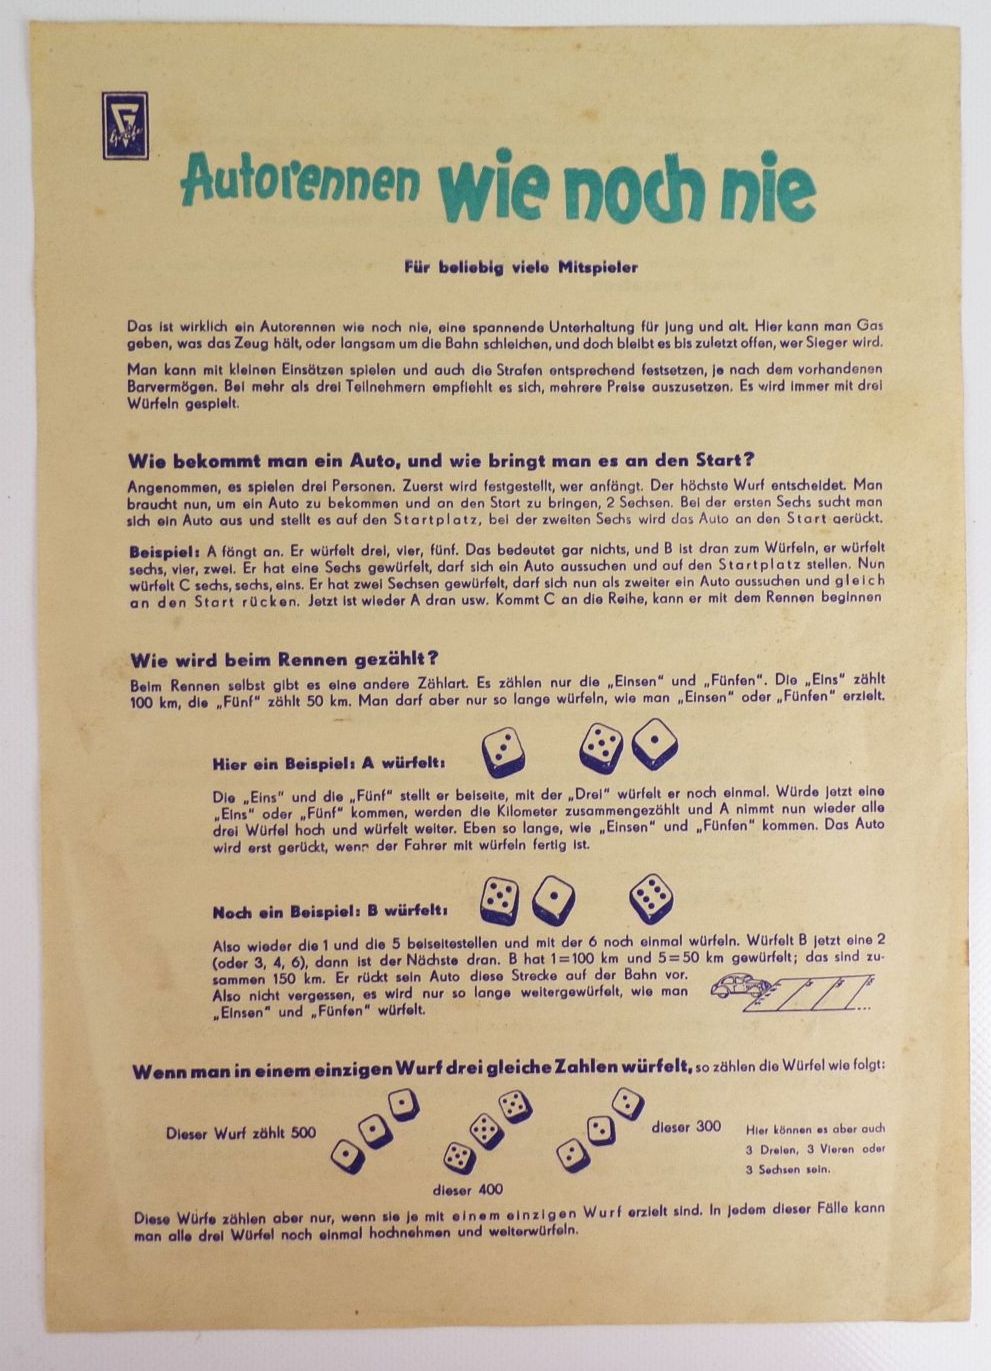 G
Autorennen wie noch nie
Für beliebig viele Mitspieler
Das ist wirklich ein Autorennen wie noch nie, eine spannende Unterhaltung für jung und alt. Hier kann man Gas
geben, was das Zeug hält, oder langsam um die Bahn schleichen, und doch bleibt es bis zuletzt offen, wer Sieger wird.
Man kann mit kleinen Einsätzen spielen und auch die Strafen entsprechend festsetzen, je nach dem vorhandenen
Barvermögen. Bei mehr als drei Teilnehmern empfiehlt es sich, mehrere Preise auszusetzen. Es wird immer mit drei
Würfeln gespielt.
Wie bekommt man ein Auto, und wie bringt man es an den Start?
Angenommen, es spielen drei Personen. Zuerst wird festgestellt, wer anfängt. Der höchste Wurf entscheidet. Man
braucht nun, um ein Auto zu bekommen und an den Start zu bringen, 2 Sechsen. Bei der ersten Sechs sucht man
sich ein Auto aus und stellt es auf den Startplatz, bei der zweiten Sechs wird das Auto an den Start gerückt.
Beispiel: A fängt an. Er würfelt drei, vier, fünf. Das bedeutet gar nichts, und B ist dran zum Würfeln, er würfelt
sechs, vier, zwei. Er hat eine Sechs gewürfelt, darf sich ein Auto aussuchen und auf den Startplatz stellen. Nun
würfelt C sechs, sechs, eins. Er hat zwei Sechsen gewürfelt, darf sich nun als zweiter ein Auto aussuchen und gleich
an den Start rücken. Jetzt ist wieder A dran usw. Kommt C an die Reihe, kann er mit dem Rennen beginnen
Wie wird beim Rennen gezählt?
Beim Rennen selbst gibt es eine andere Zählart. Es zählen nur die „Einsen“ und „Fünfen“. Die „Eins“ zählt
100 km, die „Fünf“ zählt 50 km. Man darf aber nur so lange würfeln, wie man „Einsen“ oder „Fünfen“ erzielt.
Hier ein Beispiel: A würfelt:
Die „Eins“ und die „Fünf“ stellt er beiseite, mit der „Drei“ würfelt er noch einmal. Würde jetzt eine
„Eins“ oder „Fünf“ kommen, werden die Kilometer zusammengezählt und A nimmt nun wieder alle
drei Würfel hoch und würfelt weiter. Eben so lange, wie „Einsen“ und „Fünfen“ kommen. Das Auto
wird erst gerückt, wenn der Fahrer mit würfeln fertig ist.
Noch ein Beispiel: B würfelt:
Also wieder die 1 und die 5 beiseitestellen und mit der 6 noch einmal würfeln. Würfelt B jetzt eine 2
(oder 3, 4, 6), dann ist der Nächste dran. B hat 1=100 km und 5=50 km gewürfelt; das sind zu-
sammen 150 km. Er rückt sein Auto diese Strecke auf der Bahn vor.
Also nicht vergessen, es wird nur so lange weitergewürfelt, wie man
„Einsen“ und „Fünfen“ würfelt.
Wenn man in einem einzigen Wurf drei gleiche Zahlen würfelt, so zählen die Würfel wie folgt:
Dieser Wurf zählt 500
dieser 400
dieser 300
Hier können es aber auch
3 Dreien, 3 Vieren oder
3 Sechsen sein.
Diese Würfe zählen aber nur, wenn sie je mit einem einzigen Wurf erzielt sind. In jedem dieser Fälle kann
man alle drei Würfel noch einmal hochnehmen und weiterwürfeln.